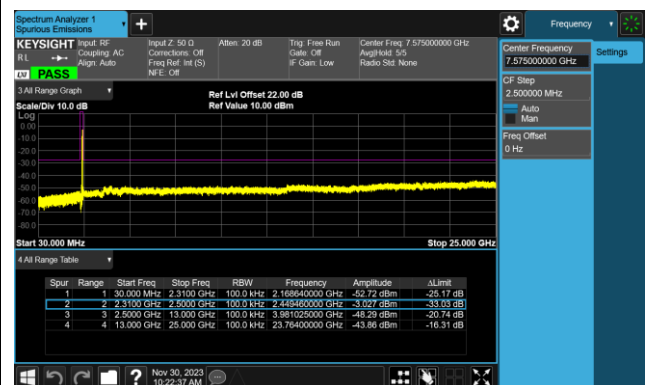 Spectrum Analyzer 1
Spurious Emissions
Frequency
KEYSIGHT
Input: RF
Coupling: AC
Align: Auto
Input Z: 50 Ω
Corrections: Off
Freq Ref: Int (S)
NFE: Off
Atten: 20 dB
Trig: Free Run
Gate: Off
IF Gain: Low
Center Freq: 7.575000000 GHz
Avg|Hold: 5/5
Radio Std: None
RL
LXI PASS
Center Frequency
7.575000000 GHz
Settings
CF Step
2.500000 MHz
Auto
Man
Freq Offset
0 Hz
3 All Range Graph
Ref Lvl Offset 22.00 dB
Scale/Div 10.0 dB
Ref Value 10.00 dBm
Log
0.00
-10.0
-20.0
-30.0
-40.0
-50.0
-60.0
-70.0
-80.0
Start 30.000 MHz Stop 25.000 GHz
4 All Range Table
Spur Range Start Freq Stop Freq RBW Frequency Amplitude ΔLimit
1 1 30.000 MHz 2.3100 GHz 100.0 kHz 2.168640000 GHz -52.72 dBm -25.17 dB
2 2 2.3100 GHz 2.5000 GHz 100.0 kHz 2.449460000 GHz -3.027 dBm -33.03 dB
3 3 2.5000 GHz 13.000 GHz 100.0 kHz 3.981025000 GHz -48.29 dBm -20.74 dB
4 4 13.000 GHz 25.000 GHz 100.0 kHz 23.76400000 GHz -43.86 dBm -16.31 dB
?
Nov 30, 2023
10:22:37 AM